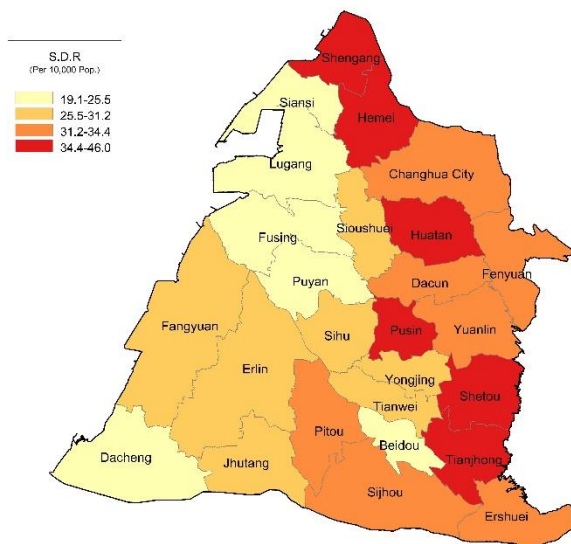 S.D.R
(Per 10,000 Pop.)
19.1-25.5
25.5-31.2
31.2-34.4
34.4-46.0
Shengang
Siansi
Hemei
Lugang
Changhua City
Sioushuei
Huatan
Fusing
Fenyuan
Puyan
Dacun
Fangyuan
Sihu
Pusin
Yuanlin
Erlin
Yongjing
Shetou
Tianwei
Pitou
Beidou
Dacheng
Jhutang
Tianjhong
Sijhou
Ershuei